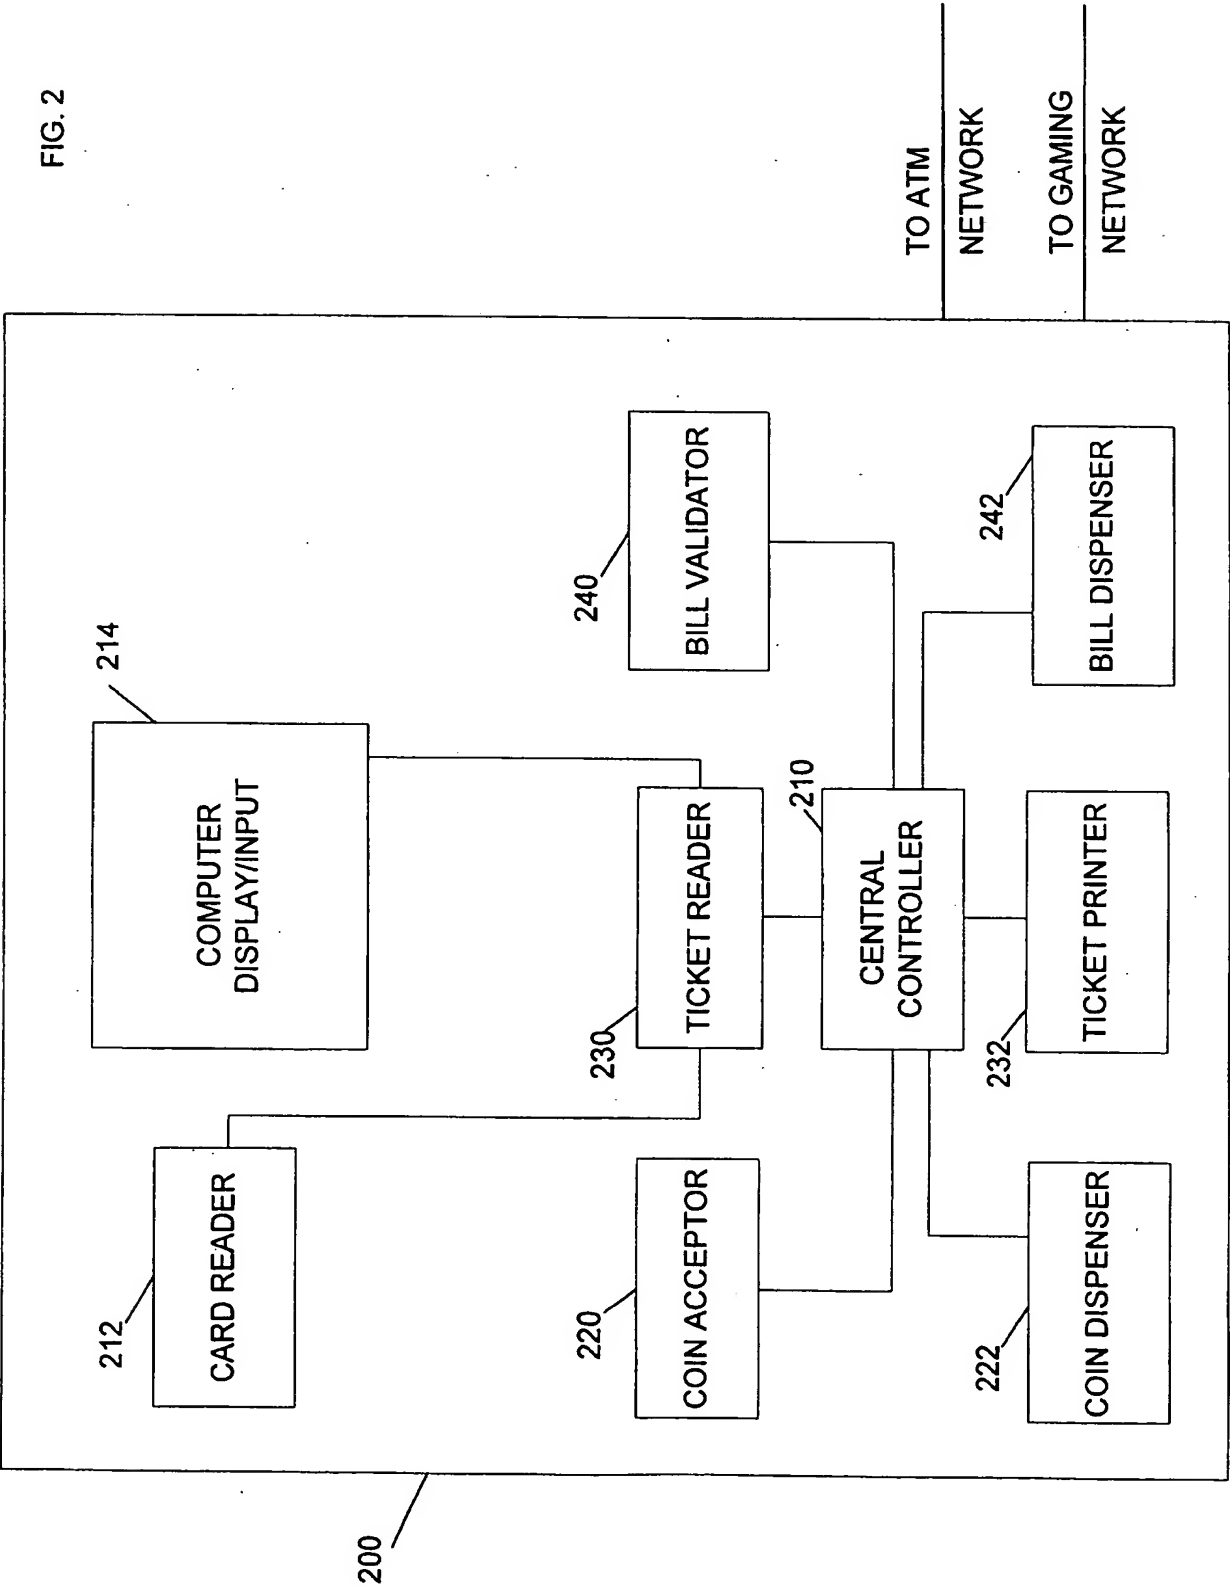 FIG. 2
200
212
CARD READER
COMPUTER
DISPLAY/INPUT
214
220
COIN ACCEPTOR
230
TICKET READER
240
BILL VALIDATOR
210
CENTRAL
CONTROLLER
222
COIN DISPENSER
232
TICKET PRINTER
242
BILL DISPENSER
TO ATM
NETWORK
TO GAMING
NETWORK